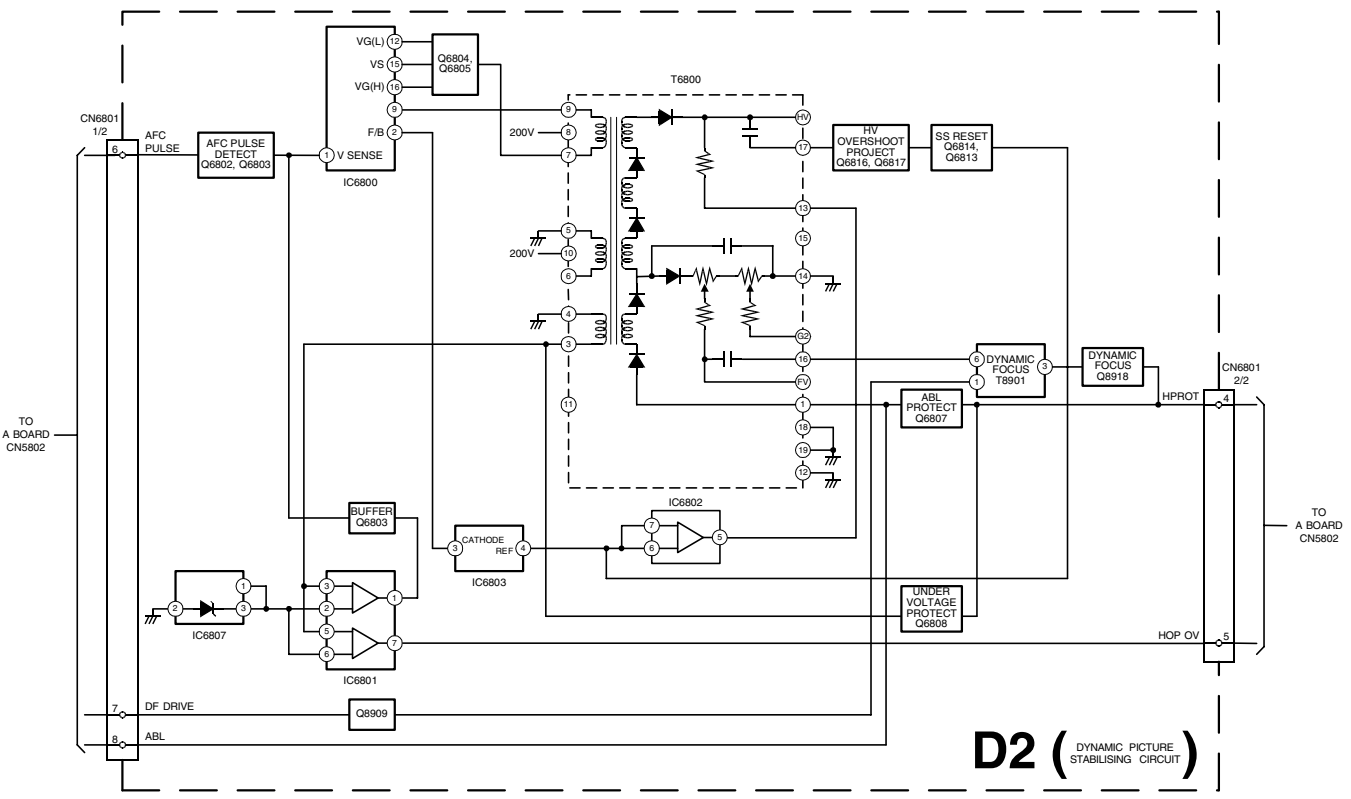 VG(L) 12
VS 15
VG(H) 16
9
F/B 2
1 V SENSE
IC6800
Q6804,
Q6805
CN6801
1/2
6
AFC
PULSE
AFC PULSE
DETECT
Q6802, Q6803
T6800
9
200V 8
7
5
200V 10
6
4
3
11
HV
17
13
15
14
G2
16
FV
1
18
19
12
HV
OVERSHOOT
PROJECT
Q6816, Q6817
SS RESET
Q6814,
Q6813
6
1
DYNAMIC
FOCUS
T8901
3
DYNAMIC
FOCUS
Q8918
ABL
PROTECT
Q6807
HPROT
CN6801
2/2
4
TO
A BOARD
CN5802
BUFFER
Q6803
3
CATHODE
REF
4
IC6803
IC6802
7
6
5
UNDER
VOLTAGE
PROTECT
Q6808
TO
A BOARD
CN5802
2
1
3
IC6807
3
2
5
6
1
7
IC6801
HOP OV
5
7
DF DRIVE
Q8909
8
ABL
D2 ( DYNAMIC PICTURE
STABILISING CIRCUIT )